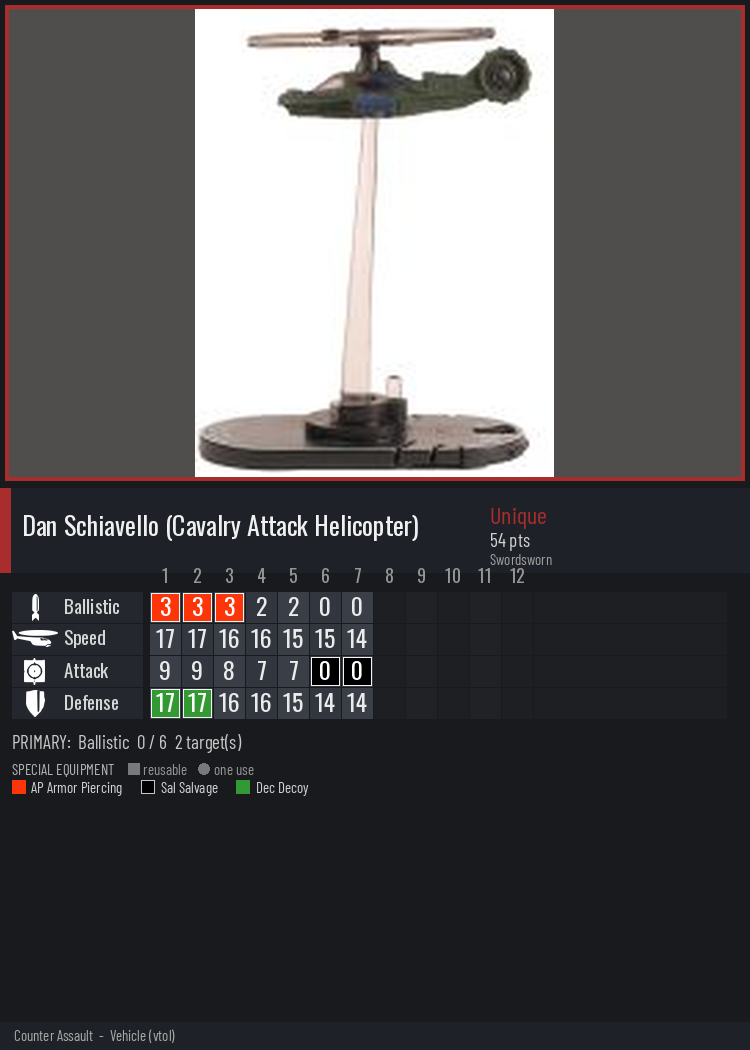 Dan Schiavello (Cavalry Attack Helicopter)
Unique
54 pts
Swordsworn
1 2 3 4 5 6 7 8 9 10 11 12
Ballistic 3 3 3 2 2 0 0
Speed 17 17 16 16 15 15 14
Attack 9 9 8 7 7 0 0
Defense 17 17 16 16 15 14 14
PRIMARY: Ballistic 0 / 6 2 target(s)
SPECIAL EQUIPMENT reusable one use
AP Armor Piercing Sal Salvage Dec Decoy
Counter Assault - Vehicle (vtol)